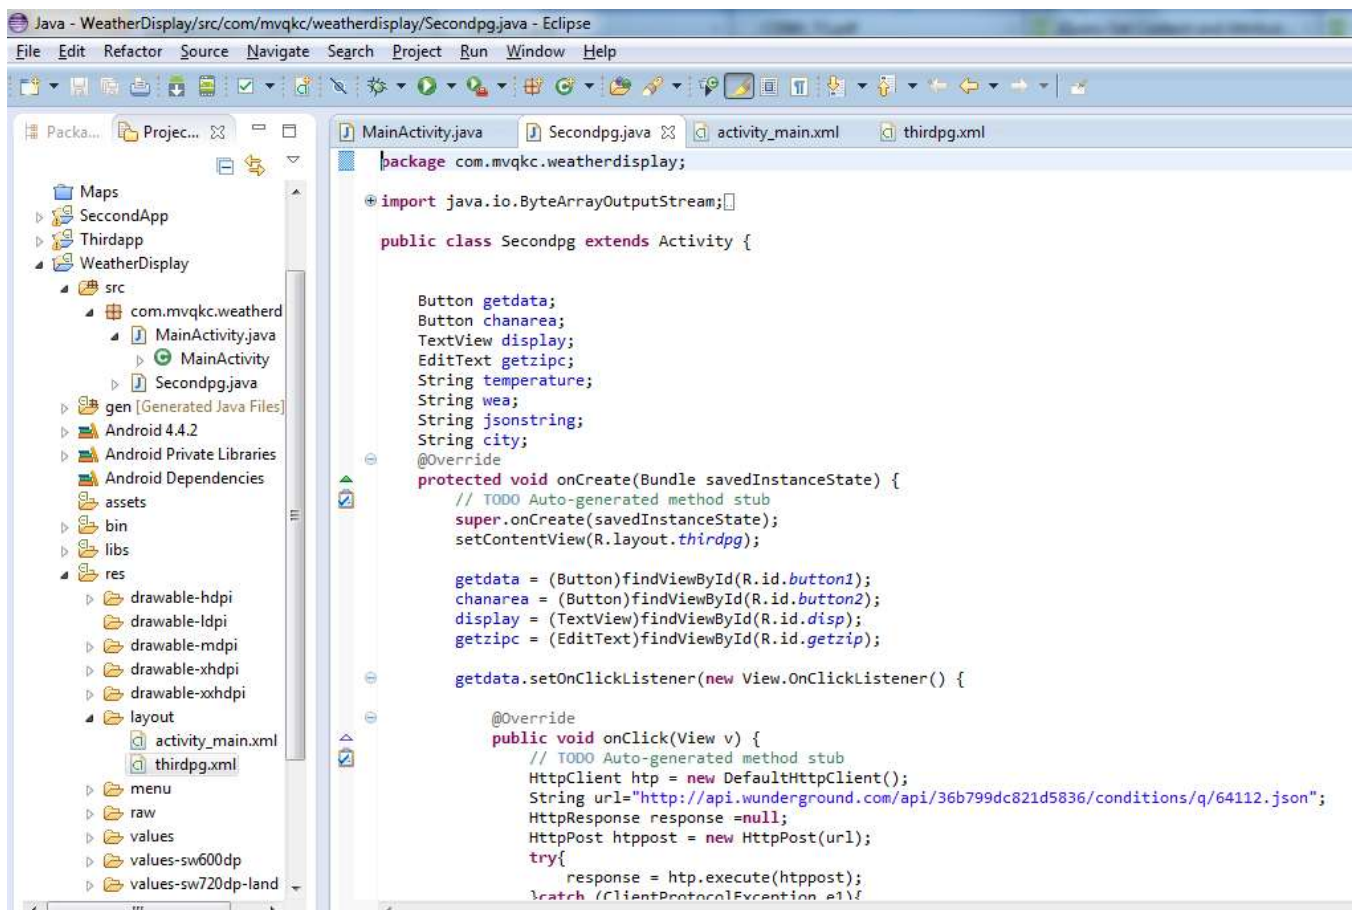 Java - WeatherDisplay/src/com/mvqkc/weatherdisplay/Secondpg.java - Eclipse
File Edit Refactor Source Navigate Search Project Run Window Help
Packa... Projec...
Maps
SeccondApp
Thirdapp
WeatherDisplay
src
com.mvqkc.weatherd
MainActivity.java
MainActivity
Secondpg.java
gen [Generated Java Files]
Android 4.4.2
Android Private Libraries
Android Dependencies
assets
bin
libs
res
drawable-hdpi
drawable-ldpi
drawable-mdpi
drawable-xhdpi
drawable-xxhdpi
layout
activity_main.xml
thirdpg.xml
menu
raw
values
values-sw600dp
values-sw720dp-land
MainActivity.java Secondpg.java activity_main.xml thirdpg.xml
package com.mvqkc.weatherdisplay;
import java.io.ByteArrayOutputStream;
public class Secondpg extends Activity {
Button getdata;
Button chanarea;
TextView display;
EditText getzipc;
String temperature;
String wea;
String jsonstring;
String city;
@Override
protected void onCreate(Bundle savedInstanceState) {
// TODO Auto-generated method stub
super.onCreate(savedInstanceState);
setContentView(R.layout.thirdpg);
getdata = (Button)findViewById(R.id.button1);
chanarea = (Button)findViewById(R.id.button2);
display = (TextView)findViewById(R.id.disp);
getzipc = (EditText)findViewById(R.id.getzip);
getdata.setOnClickListener(new View.OnClickListener() {
@Override
public void onClick(View v) {
// TODO Auto-generated method stub
HttpClient htp = new DefaultHttpClient();
String url="http://api.wunderground.com/api/36b799dc821d5836/conditions/q/64112.json";
HttpResponse response =null;
HttpPost htppost = new HttpPost(url);
try{
response = htp.execute(htppost);
}catch (ClientProtocolException e1){